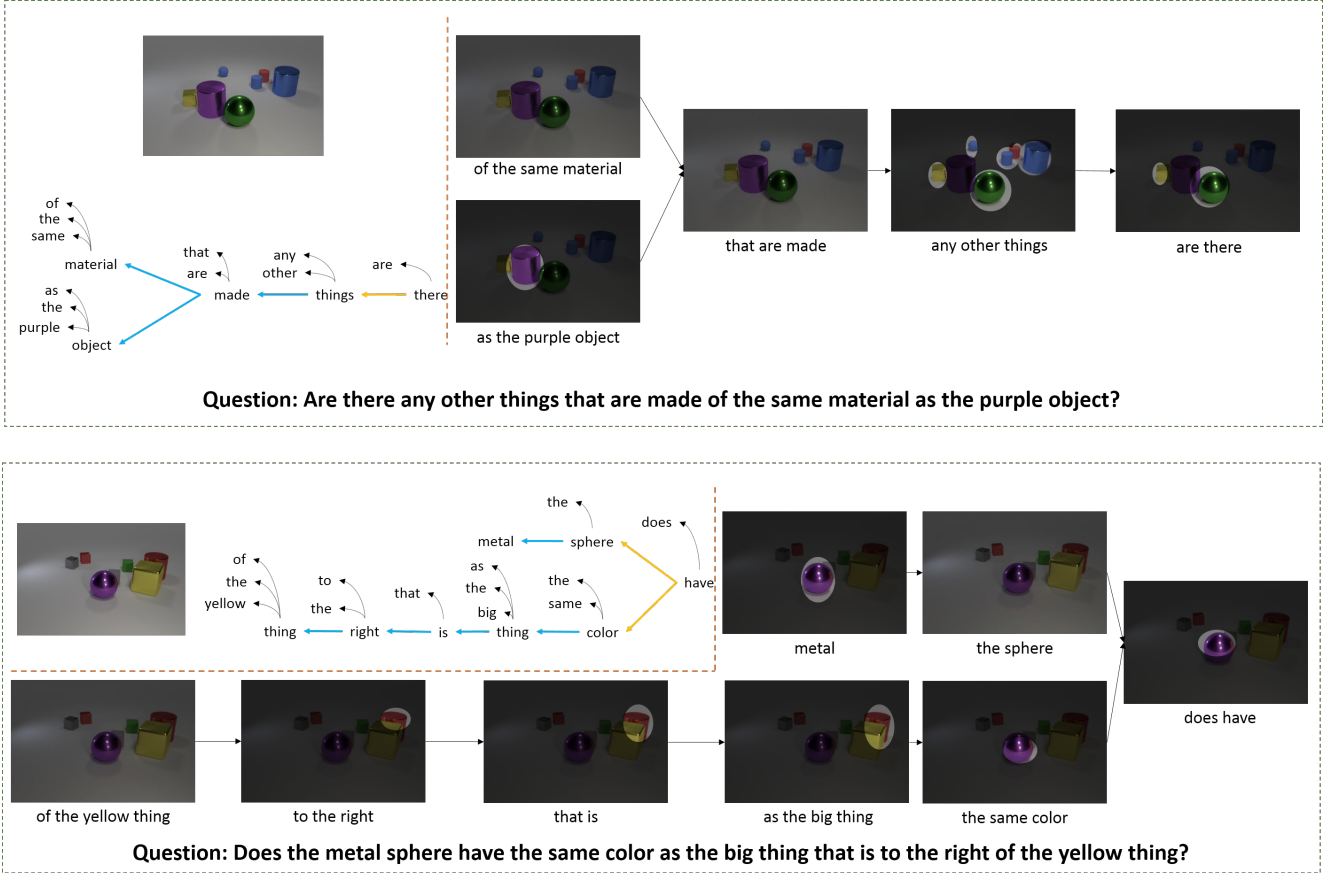 of
the
same
material
as
the
purple
object
that
are
made
any
other
things
are
there
of the same material
as the purple object
that are made
any other things
are there
Question: Are there any other things that are made of the same material as the purple object?
of
the
yellow
thing
to
the
right
that
is
as
the
big
thing
the
same
color
the
metal
sphere
does
have
metal
the sphere
does have
of the yellow thing
to the right
that is
as the big thing
the same color
Question: Does the metal sphere have the same color as the big thing that is to the right of the yellow thing?